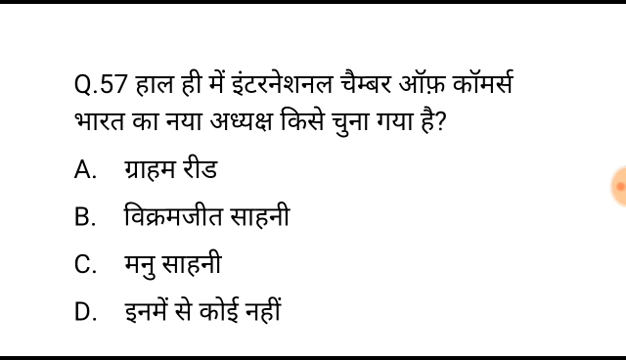 Q.57 हाल ही में इंटरनेशनल चैम्बर ऑफ़ कॉमर्स
भारत का नया अध्यक्ष किसे चुना गया है?
A. ग्राहम रीड
B. विक्रमजीत साहनी
C. मनु साहनी
D. इनमें से कोई नहीं